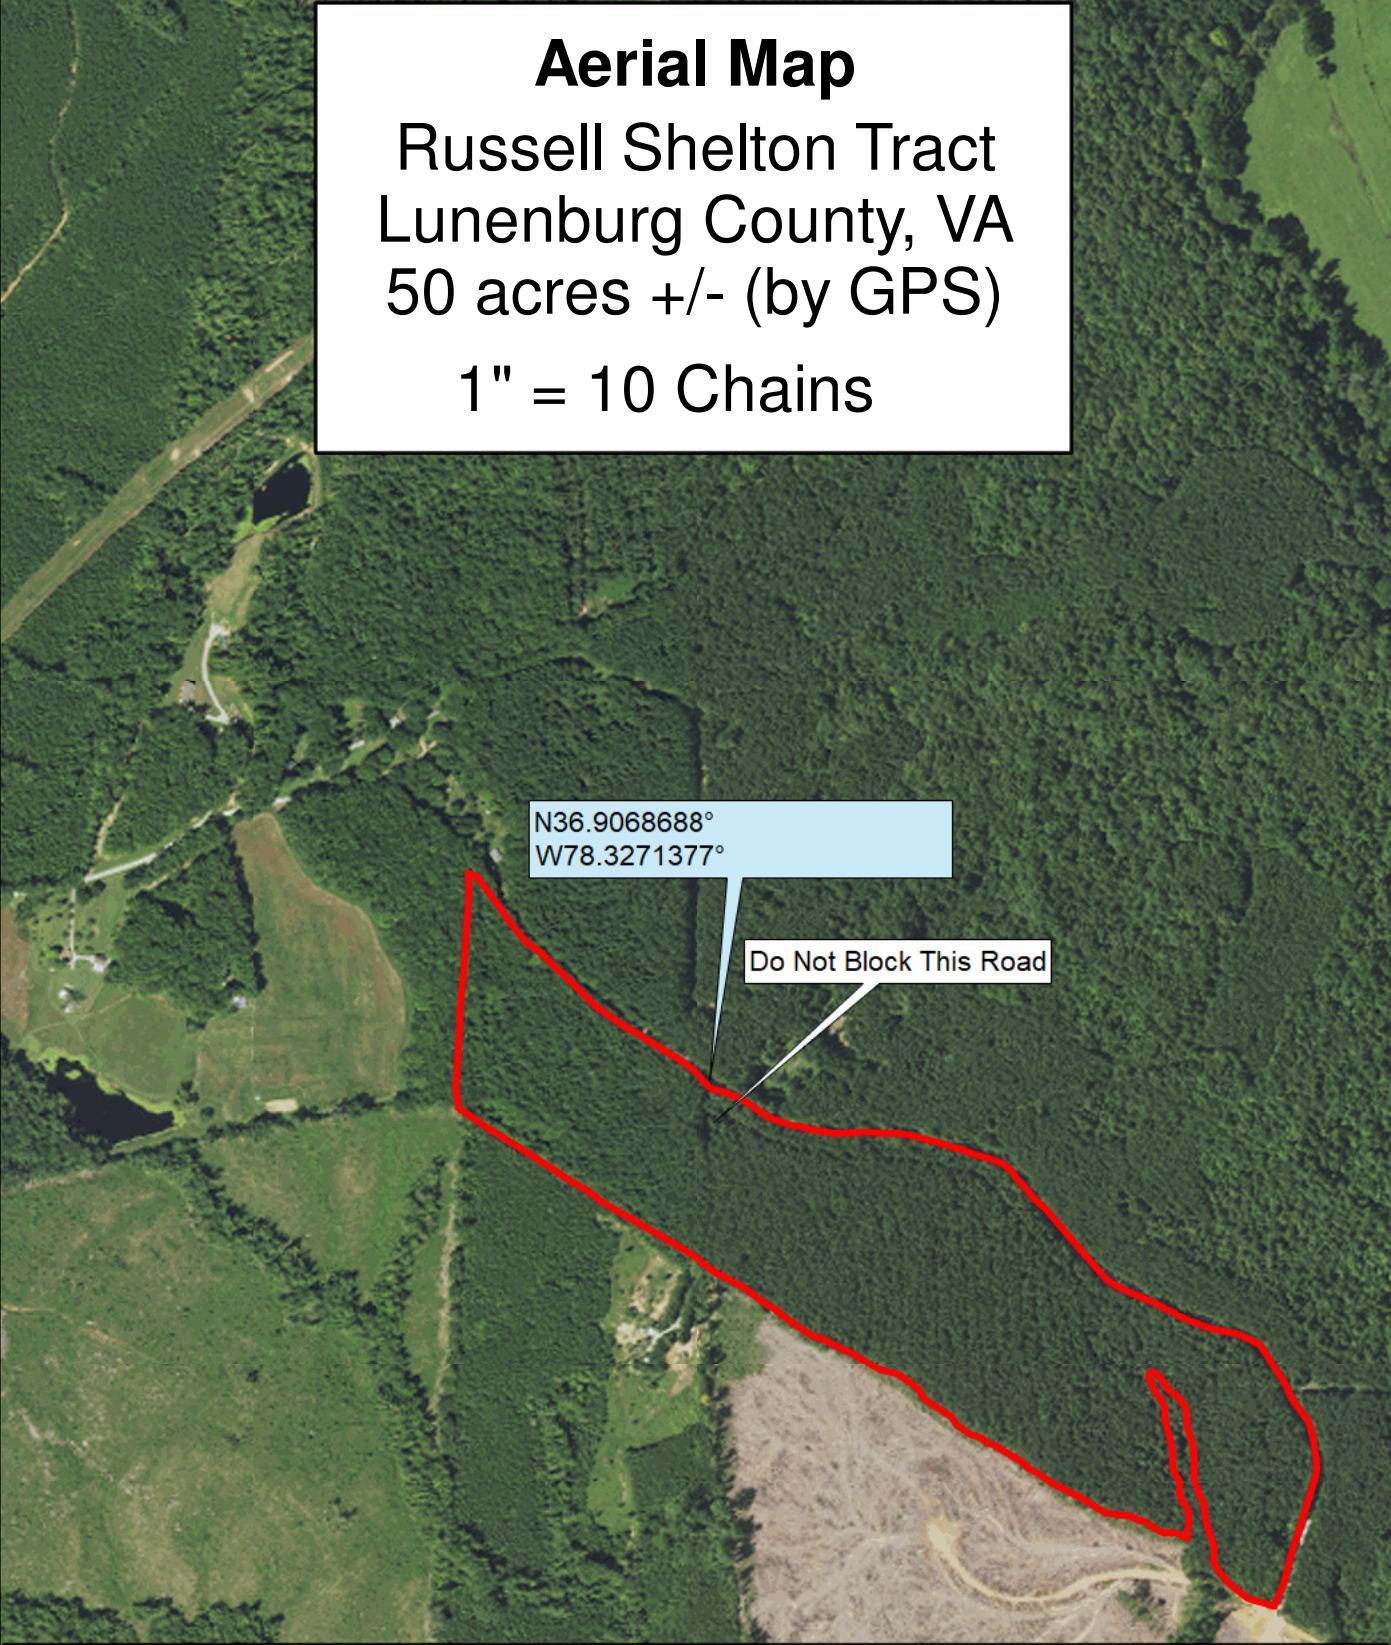 Aerial Map
Russell Shelton Tract
Lunenburg County, VA
50 acres +/- (by GPS)
1" = 10 Chains
N36.9068688°
W78.3271377°
Do Not Block This Road